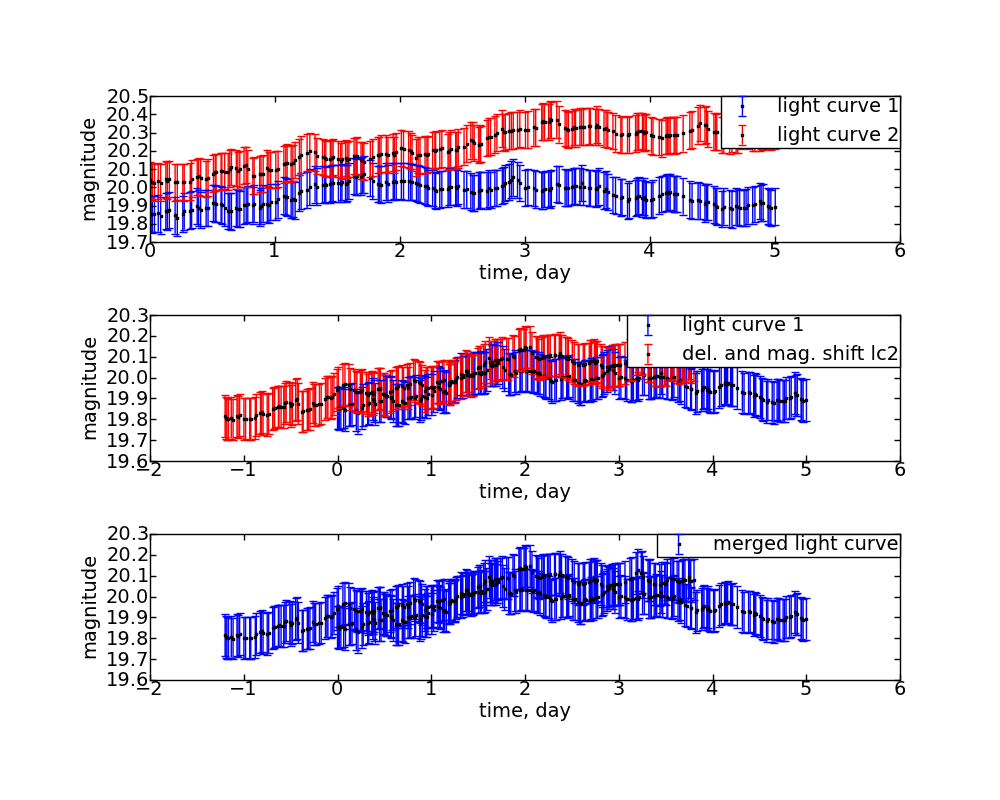 20.5
20.4
20.3
20.2
20.1
20.0
19.9
19.8
19.7
magnitude
light curve 1
light curve 2
0 1 2 3 4 5 6
time, day
20.3
20.2
20.1
20.0
19.9
19.8
19.7
19.6
magnitude
light curve 1
del. and mag. shift lc2
−2 −1 0 1 2 3 4 5 6
time, day
20.3
20.2
20.1
20.0
19.9
19.8
19.7
19.6
magnitude
merged light curve
−2 −1 0 1 2 3 4 5 6
time, day